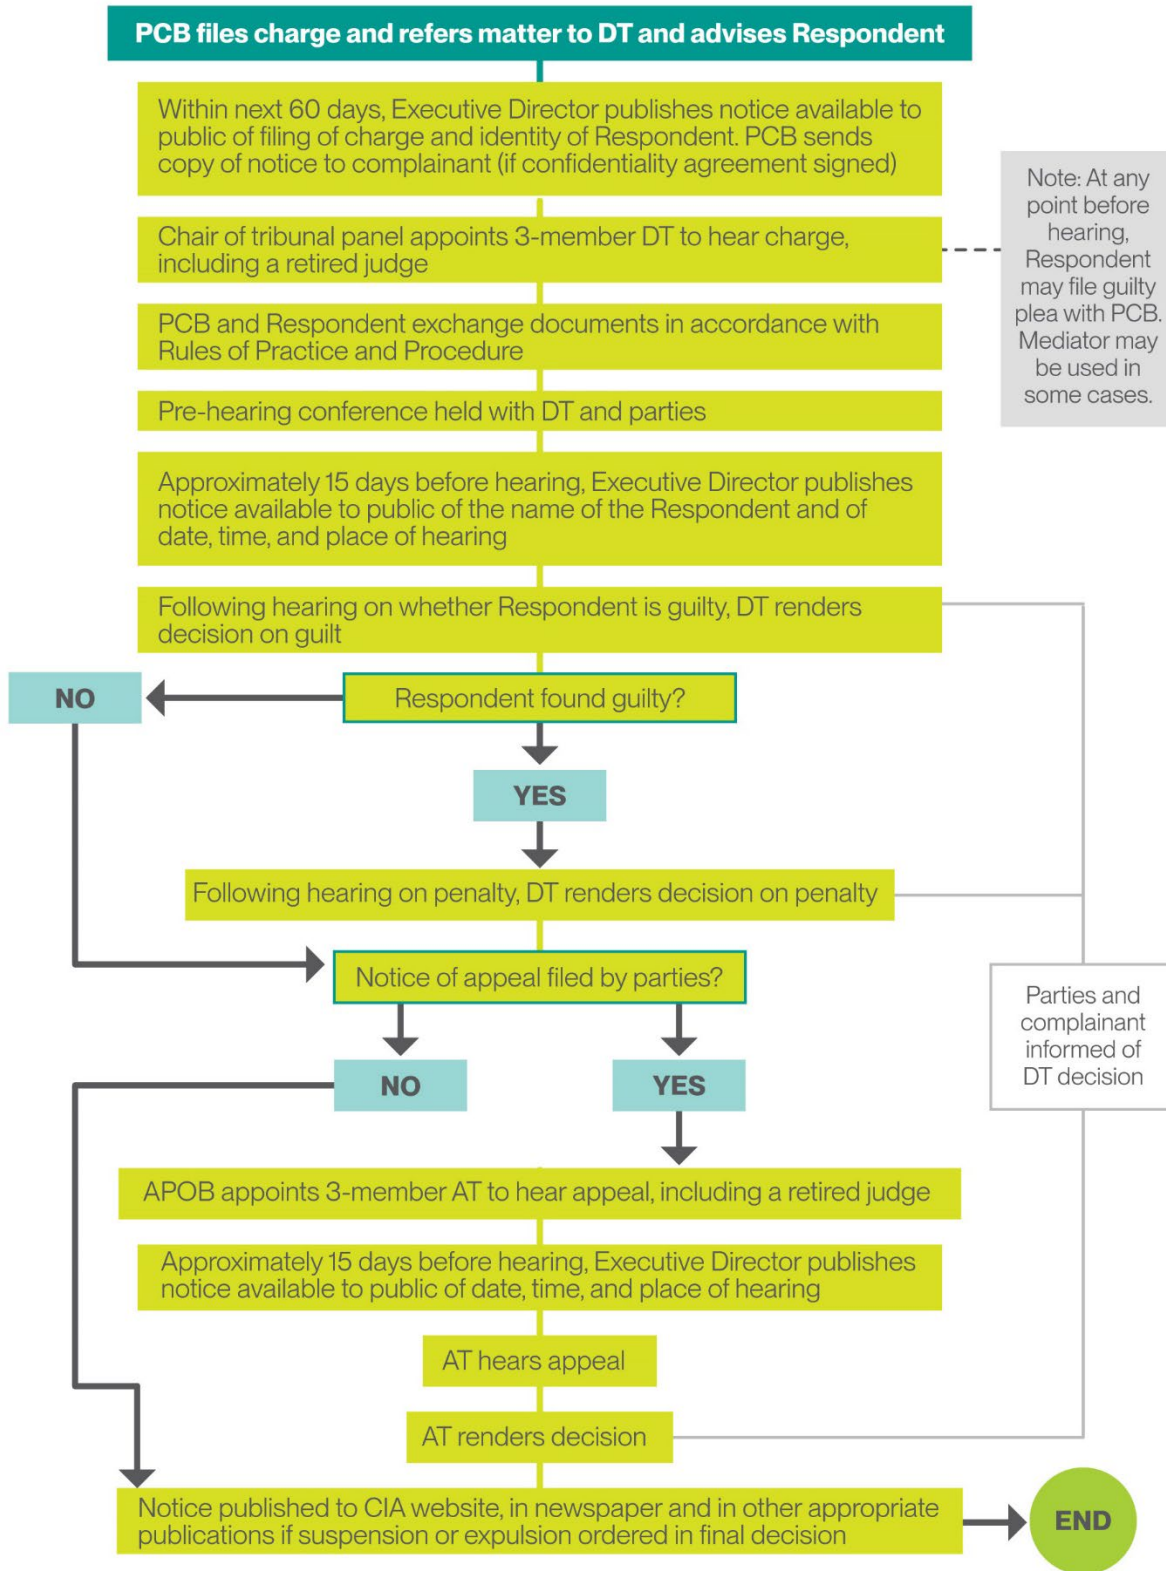 PCB files charge and refers matter to DT and advises Respondent
Within next 60 days, Executive Director publishes notice available to
public of filing of charge and identity of Respondent. PCB sends
copy of notice to complainant (if confidentiality agreement signed)
Note: At any
point before
hearing,
Respondent
may file guilty
plea with PCB.
Mediator may
be used in
some cases.
Chair of tribunal panel appoints 3-member DT to hear charge,
including a retired judge
PCB and Respondent exchange documents in accordance with
Rules of Practice and Procedure
Pre-hearing conference held with DT and parties
Approximately 15 days before hearing, Executive Director publishes
notice available to public of the name of the Respondent and of
date, time, and place of hearing
Following hearing on whether Respondent is guilty, DT renders
decision on guilt
Respondent found guilty?
NO
YES
Following hearing on penalty, DT renders decision on penalty
Notice of appeal filed by parties?
Parties and
complainant
informed of
DT decision
NO
YES
APOB appoints 3-member AT to hear appeal, including a retired judge
Approximately 15 days before hearing, Executive Director publishes
notice available to public of date, time, and place of hearing
AT hears appeal
AT renders decision
Notice published to CIA website, in newspaper and in other appropriate
publications if suspension or expulsion ordered in final decision
END